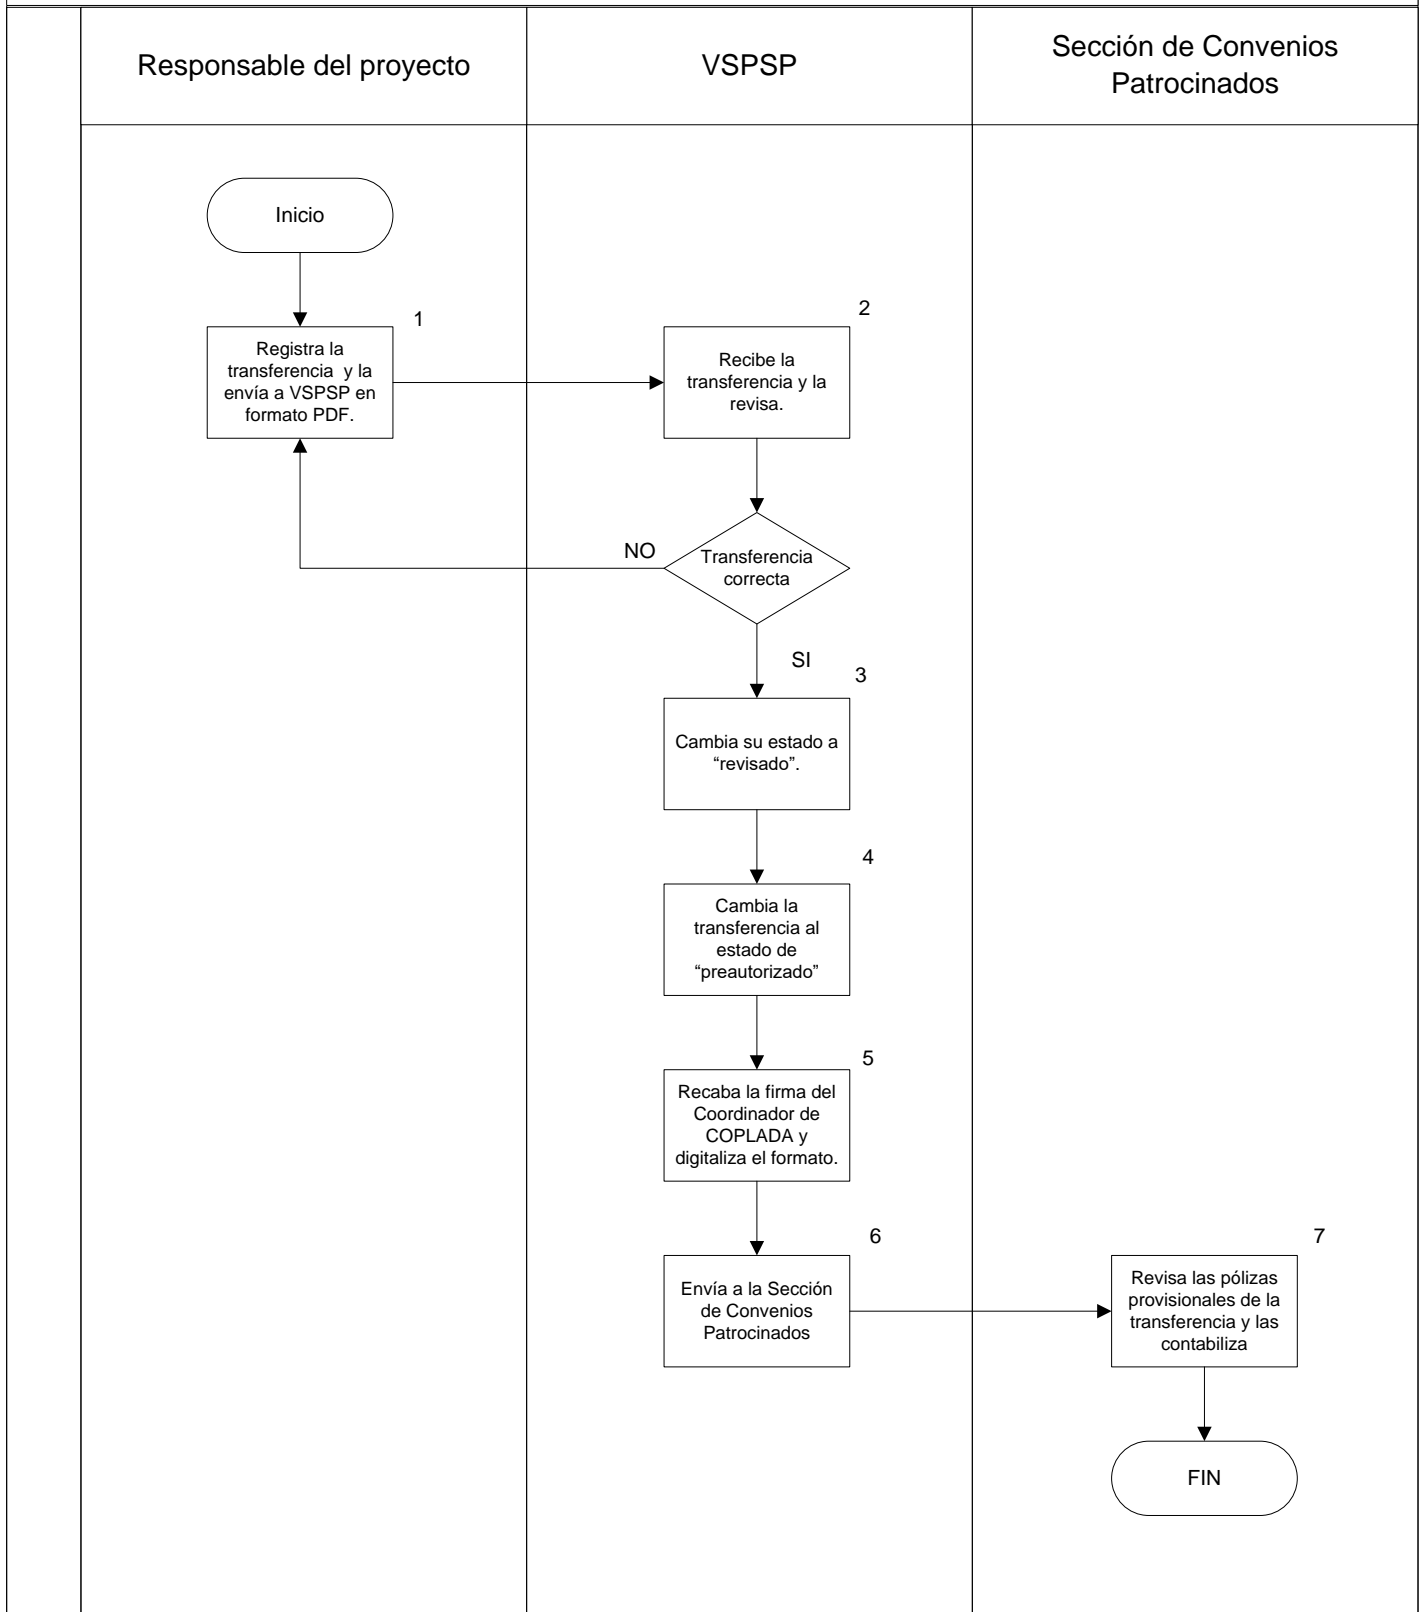 Responsable del proyecto
VSPSP
Sección de Convenios
Patrocinados
Inicio
1
Registra la
transferencia y la
envía a VSPSP en
formato PDF.
2
Recibe la
transferencia y la
revisa.
NO
Transferencia
correcta
SI
3
Cambia su estado a
“revisado”.
4
Cambia la
transferencia al
estado de
“preautorizado”
5
Recaba la firma del
Coordinador de
COPLADA y
digitaliza el formato.
6
Envía a la Sección
de Convenios
Patrocinados
7
Revisa las pólizas
provisionales de la
transferencia y las
contabiliza
FIN